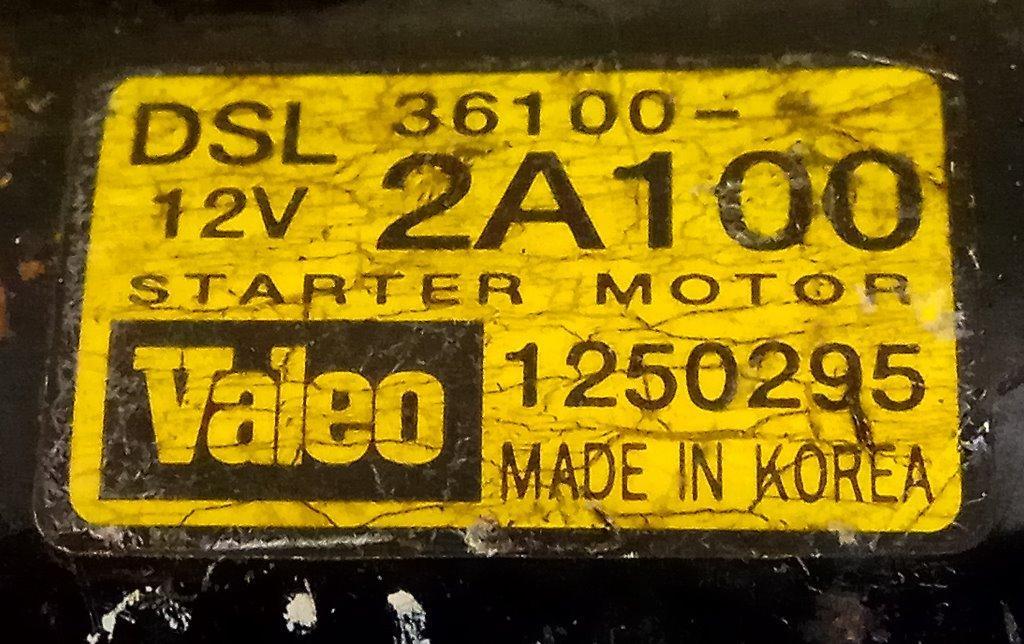 DSL 36100-
12V 2A100
STARTER MOTOR
Valeo 1250295
MADE IN KOREA